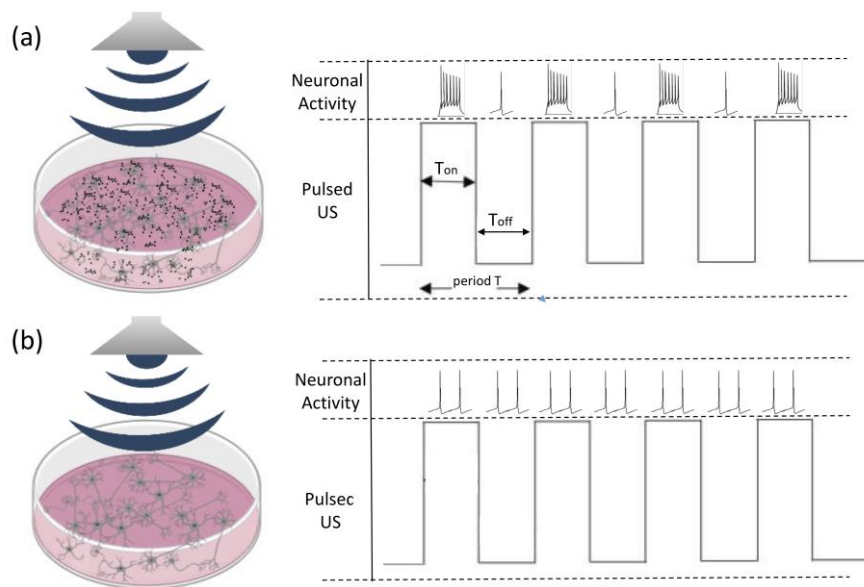 (a)
Neuronal
Activity
Pulsed
US
Ton
Toff
period T
(b)
Neuronal
Activity
Pulsec
US